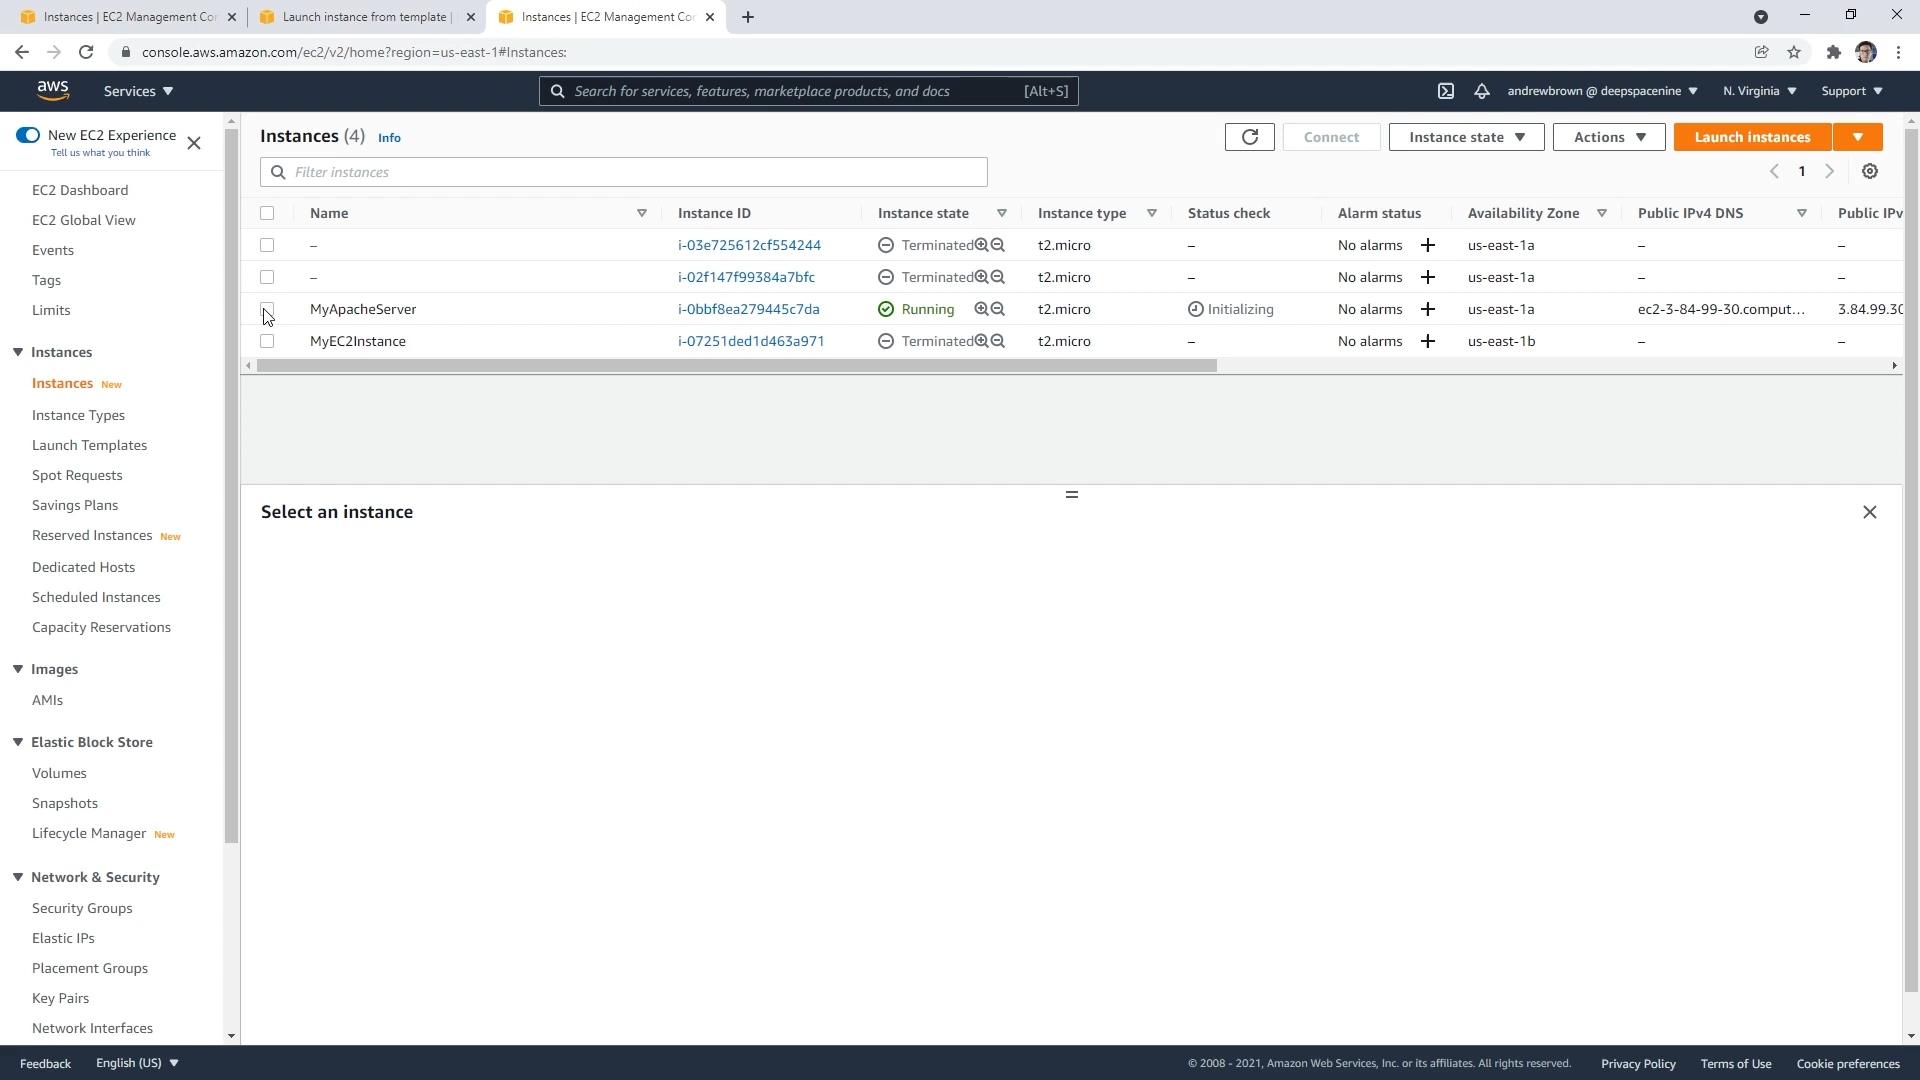 Instances | EC2 Management Con
Launch instance from template |
Instances | EC2 Management Con
console.aws.amazon.com/ec2/v2/home?region=us-east-1#Instances:
aws
Services
Search for services, features, marketplace products, and docs [Alt+S]
andrewbrown @ deepspacenine
N. Virginia
Support
New EC2 Experience
Tell us what you think
EC2 Dashboard
EC2 Global View
Events
Tags
Limits
Instances
Instances New
Instance Types
Launch Templates
Spot Requests
Savings Plans
Reserved Instances New
Dedicated Hosts
Scheduled Instances
Capacity Reservations
Images
AMIs
Elastic Block Store
Volumes
Snapshots
Lifecycle Manager New
Network & Security
Security Groups
Elastic IPs
Placement Groups
Key Pairs
Network Interfaces
Instances (4) Info
Connect
Instance state
Actions
Launch instances
Filter instances
1
Name Instance ID Instance state Instance type Status check Alarm status Availability Zone Public IPv4 DNS Public IPv
– i-03e725612cf554244 Terminated t2.micro – No alarms + us-east-1a – –
– i-02f147f99384a7bfc Terminated t2.micro – No alarms + us-east-1a – –
MyApacheServer i-0bbf8ea279445c7da Running t2.micro Initializing No alarms + us-east-1a ec2-3-84-99-30.comput... 3.84.99.30
MyEC2Instance i-07251ded1d463a971 Terminated t2.micro – No alarms + us-east-1b – –
Select an instance
Feedback
English (US)
© 2008 - 2021, Amazon Web Services, Inc. or its affiliates. All rights reserved.
Privacy Policy
Terms of Use
Cookie preferences